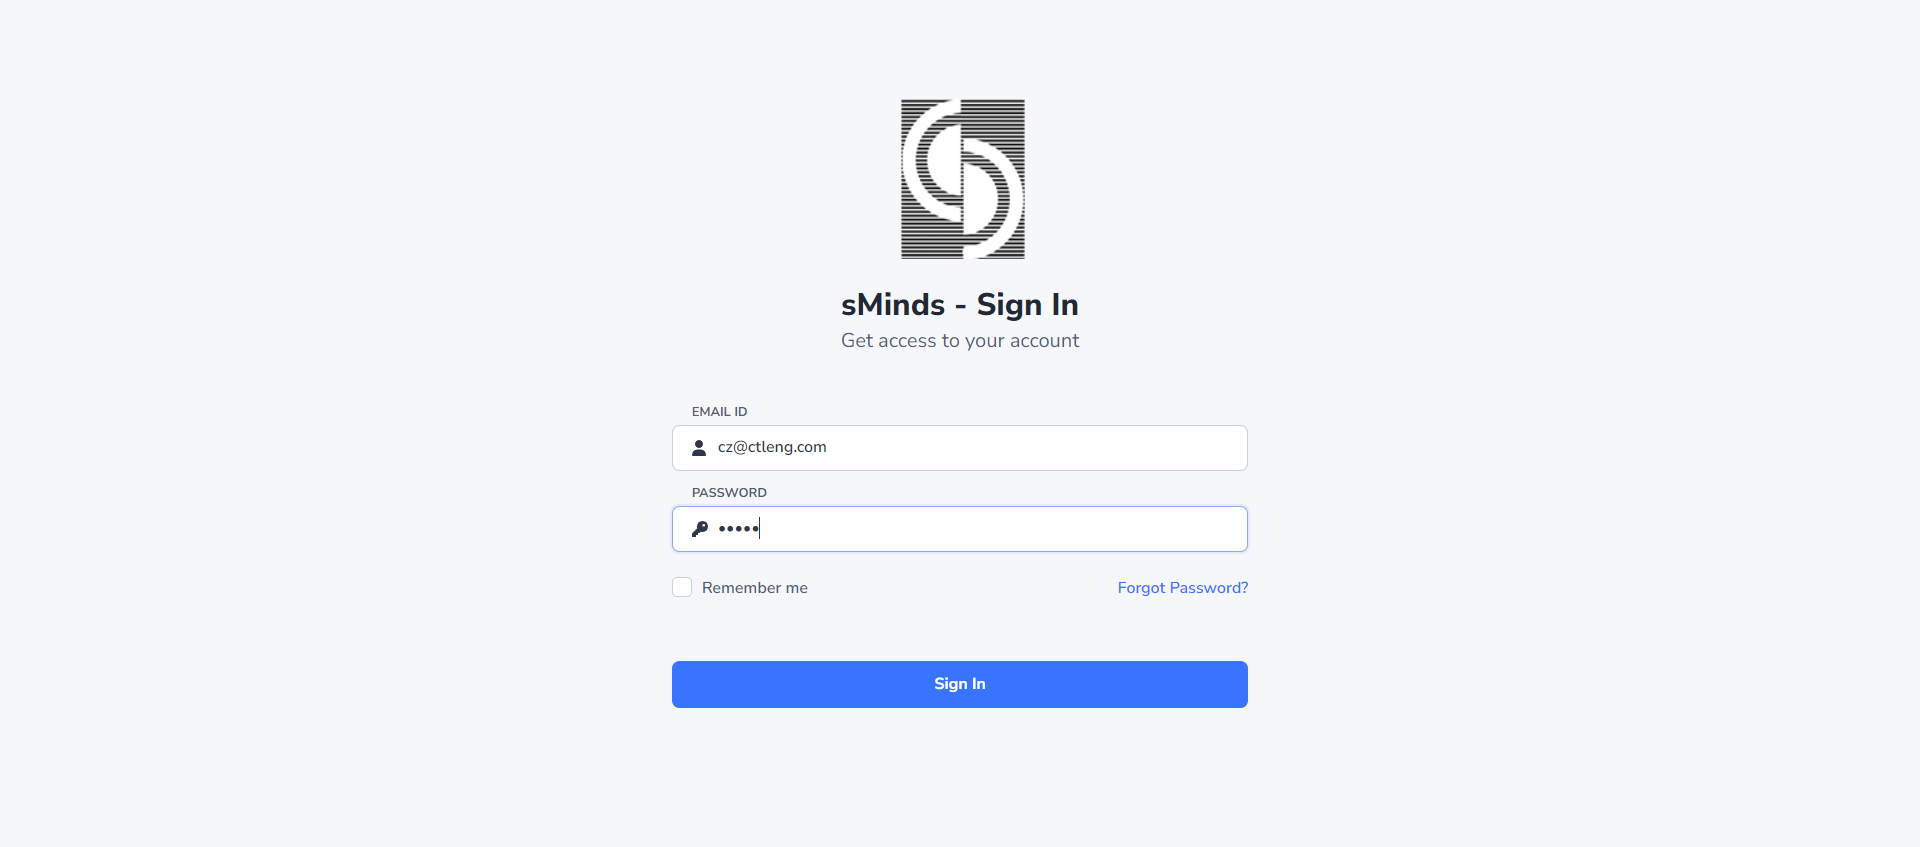 sMinds - Sign In
Get access to your account
EMAIL ID
cz@ctleng.com
PASSWORD
•••••
Remember me
Forgot Password?
Sign In